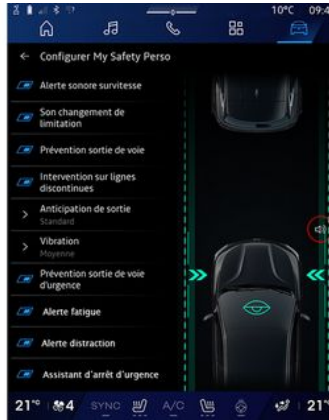 10°C 09:4
← Configurer My Safety Perso
Alerte sonore survitesse
Son changement de
limitation
Prévention sortie de voie
Intervention sur lignes
discontinues
Anticipation de sortie
Standard
Vibration
Moyenne
Prévention sortie de voie
d'urgence
Alerte fatigue
Alerte distraction
Assistant d'arrêt d'urgence
21°C 4 SYNC A/C 21°